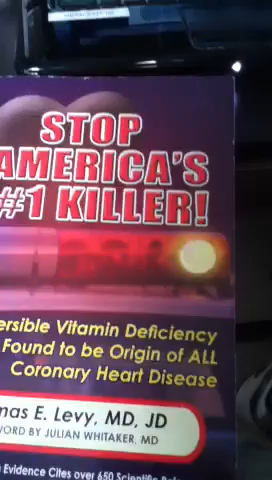 STOP
AMERICA'S
#1 KILLER!
ersible Vitamin Deficiency
Found to be Origin of ALL
Coronary Heart Disease
mas E. Levy, MD, JD
WORD BY JULIAN WHITAKER, MD
Evidence Cites over 650